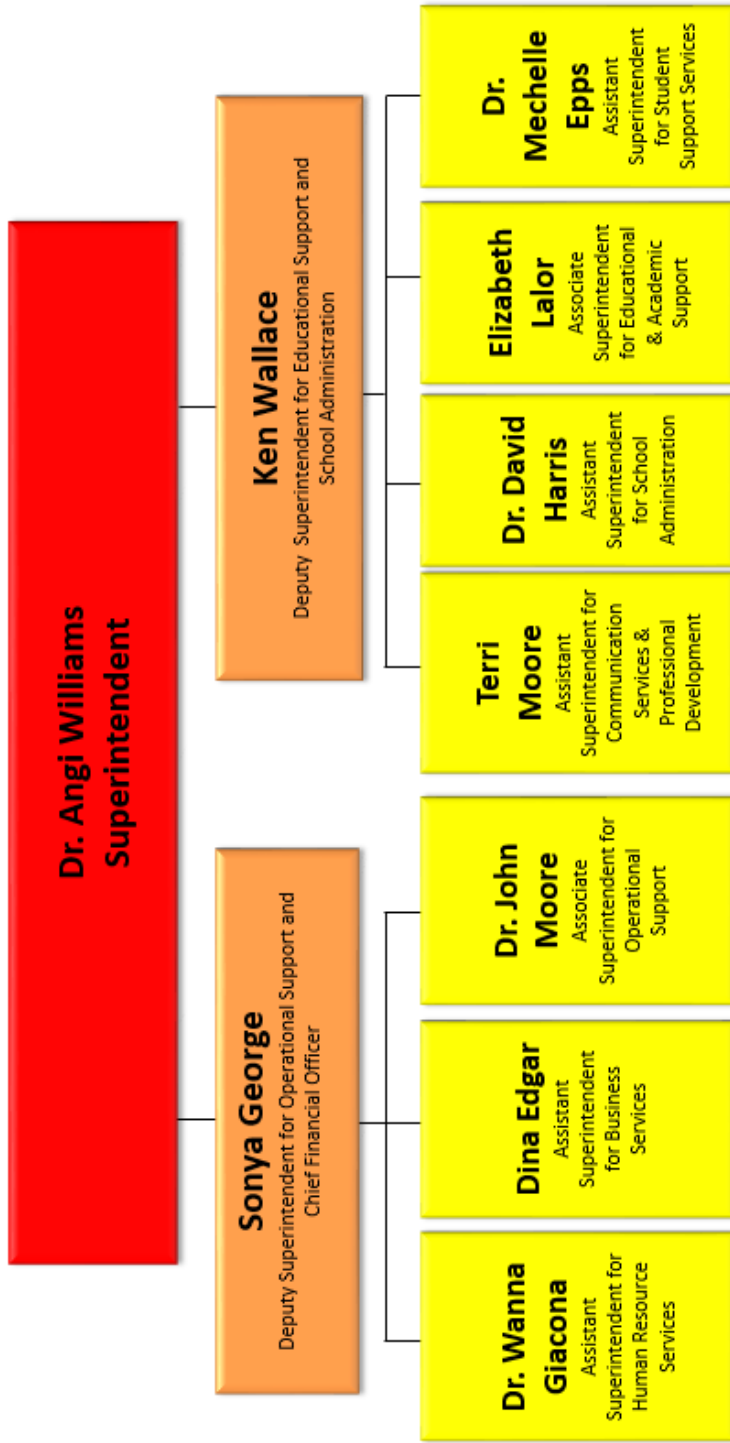 Dr. Angi Williams
Superintendent
Sonya George
Deputy Superintendent for Operational Support and
Chief Financial Officer
Ken Wallace
Deputy Superintendent for Educational Support and
School Administration
Dr. Wanna
Giacona
Assistant
Superintendent for
Human Resource
Services
Dina Edgar
Assistant
Superintendent
for Business
Services
Dr. John
Moore
Associate
Superintendent for
Operational
Support
Terri
Moore
Assistant
Superintendent for
Communication
Services &
Professional
Development
Dr. David
Harris
Assistant
Superintendent
for School
Administration
Elizabeth
Lalor
Associate
Superintendent
for Educational
& Academic
Support
Dr.
Mechelle
Epps
Assistant
Superintendent
for Student
Support Services